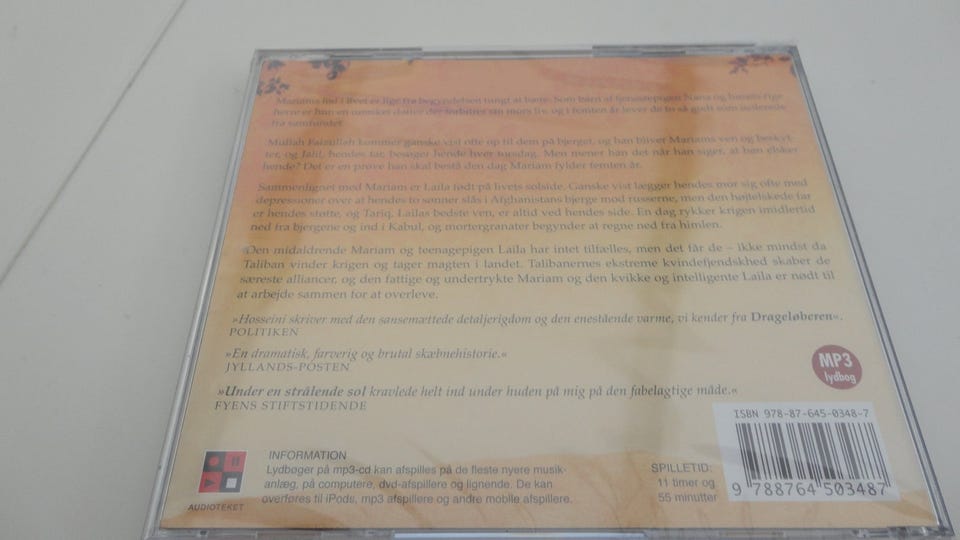 Mariams lod i livet er lige fra begyndelsen tungt at bære. Som barn af tjenestepigen Nana og hendes rige
herre er hun en uønsket datter der forbitrer sin mors liv, og i femten år lever de to så godt som isolerede
fra samfundet.
Mullah Faizullah kommer ganske vist ofte op til dem på bjerget, og han bliver Mariams ven og beskyt-
ter, og Jalil, hendes far, besøger hende hver torsdag. Men mener han det når han siger, at han elsker
hende? Det er en prøve han skal bestå den dag Mariam fylder femten år.
Sammenlignet med Mariam er Laila født på livets solside. Ganske vist lægger hendes mor sig ofte med
depressioner over at hendes to sønner slås i Afghanistans bjerge mod russerne, men den højtelskede far
er hendes støtte, og Tariq, Lailas bedste ven, er altid ved hendes side. En dag rykker krigen imidlertid
ned fra bjergene og ind i Kabul, og mortergranater begynder at regne ned fra himlen.
Den midaldrende Mariam og teenagepigen Laila har intet tilfælles, men det får de – ikke mindst da
Taliban vinder krigen og tager magten i landet. Talibanernes ekstreme kvindefjendskhed skaber de
særeste alliancer, og den fattige og undertrykte Mariam og den kvikke og intelligente Laila er nødt til
at arbejde sammen for at overleve.
»Hosseini skriver med den sansemættede detaljerigdom og den enestående varme, vi kender fra Drageløberen«.
POLITIKEN
»En dramatisk, farverig og brutal skæbnehistorie.«
JYLLANDS-POSTEN
»Under en strålende sol kravlede helt ind under huden på mig på den fabelagtige måde.«
FYENS STIFTSTIDENDE
MP3
lydbog
ISBN 978-87-645-0348-7
9 788764 503487
INFORMATION
Lydbøger på mp3-cd kan afspilles på de fleste nyere musik-
anlæg, på computere, dvd-afspillere og lignende. De kan
overføres til iPods, mp3 afspillere og andre mobile afspillere.
AUDIOTEKET
SPILLETID:
11 timer og
55 minutter